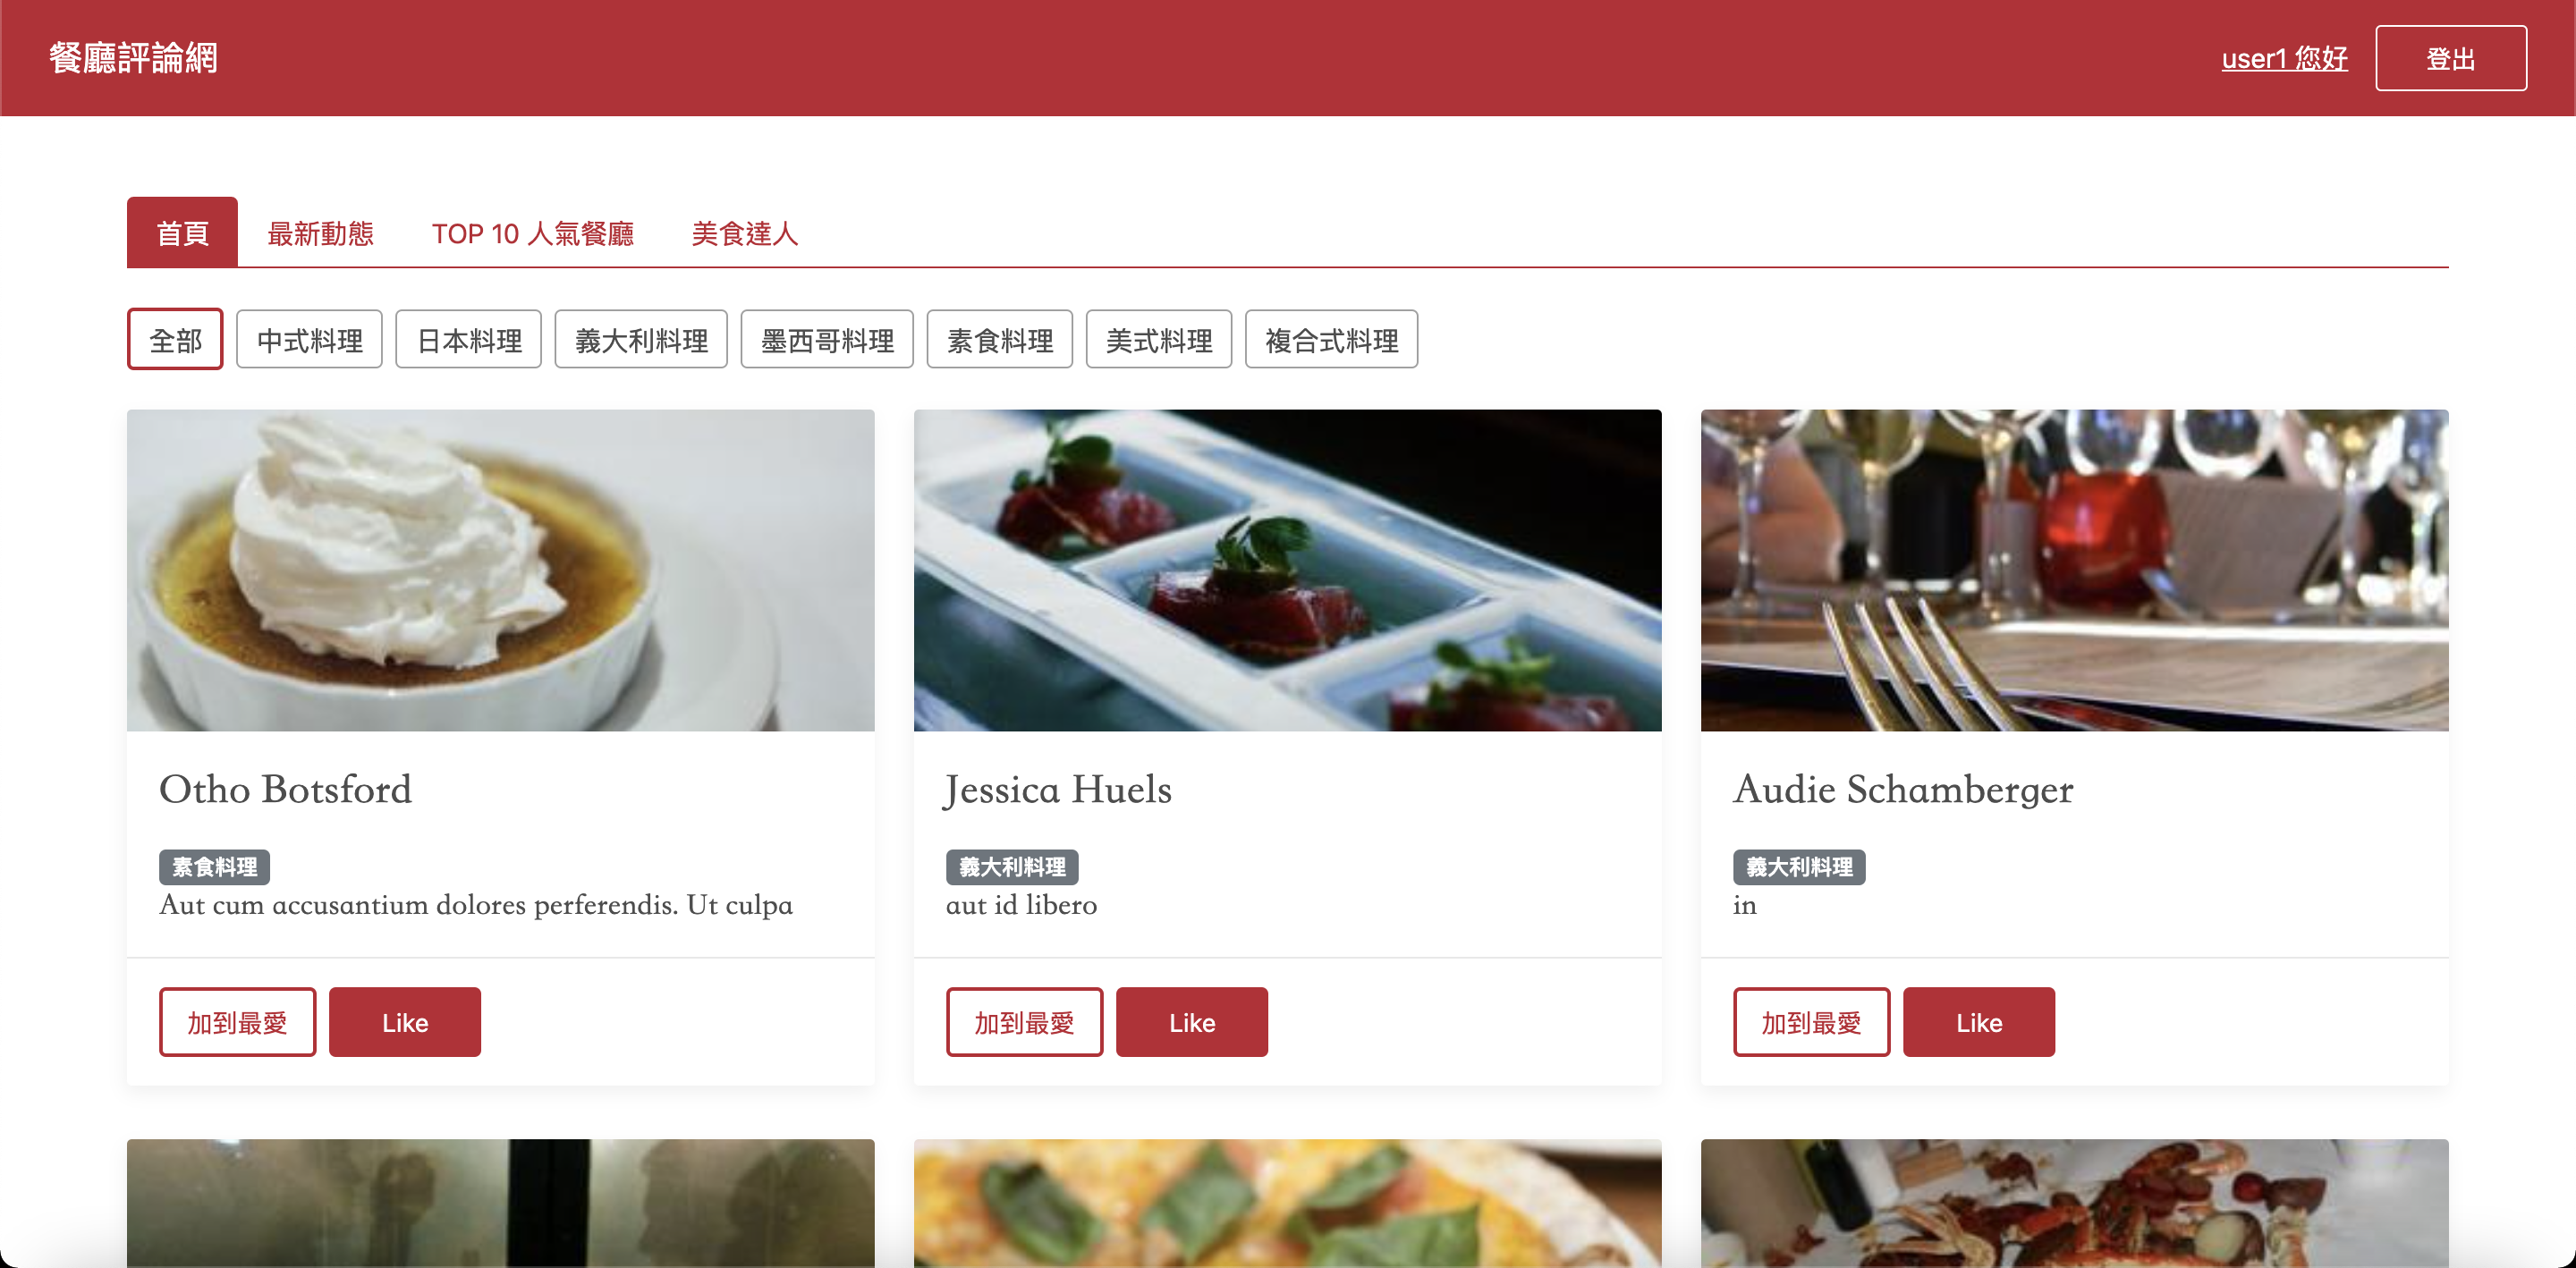 餐廳評論網
user1 您好
登出
首頁
最新動態
TOP 10 人氣餐廳
美食達人
全部
中式料理
日本料理
義大利料理
墨西哥料理
素食料理
美式料理
複合式料理
Otho Botsford
素食料理
Aut cum accusantium dolores perferendis. Ut culpa
加到最愛
Like
Jessica Huels
義大利料理
aut id libero
加到最愛
Like
Audie Schamberger
義大利料理
in
加到最愛
Like